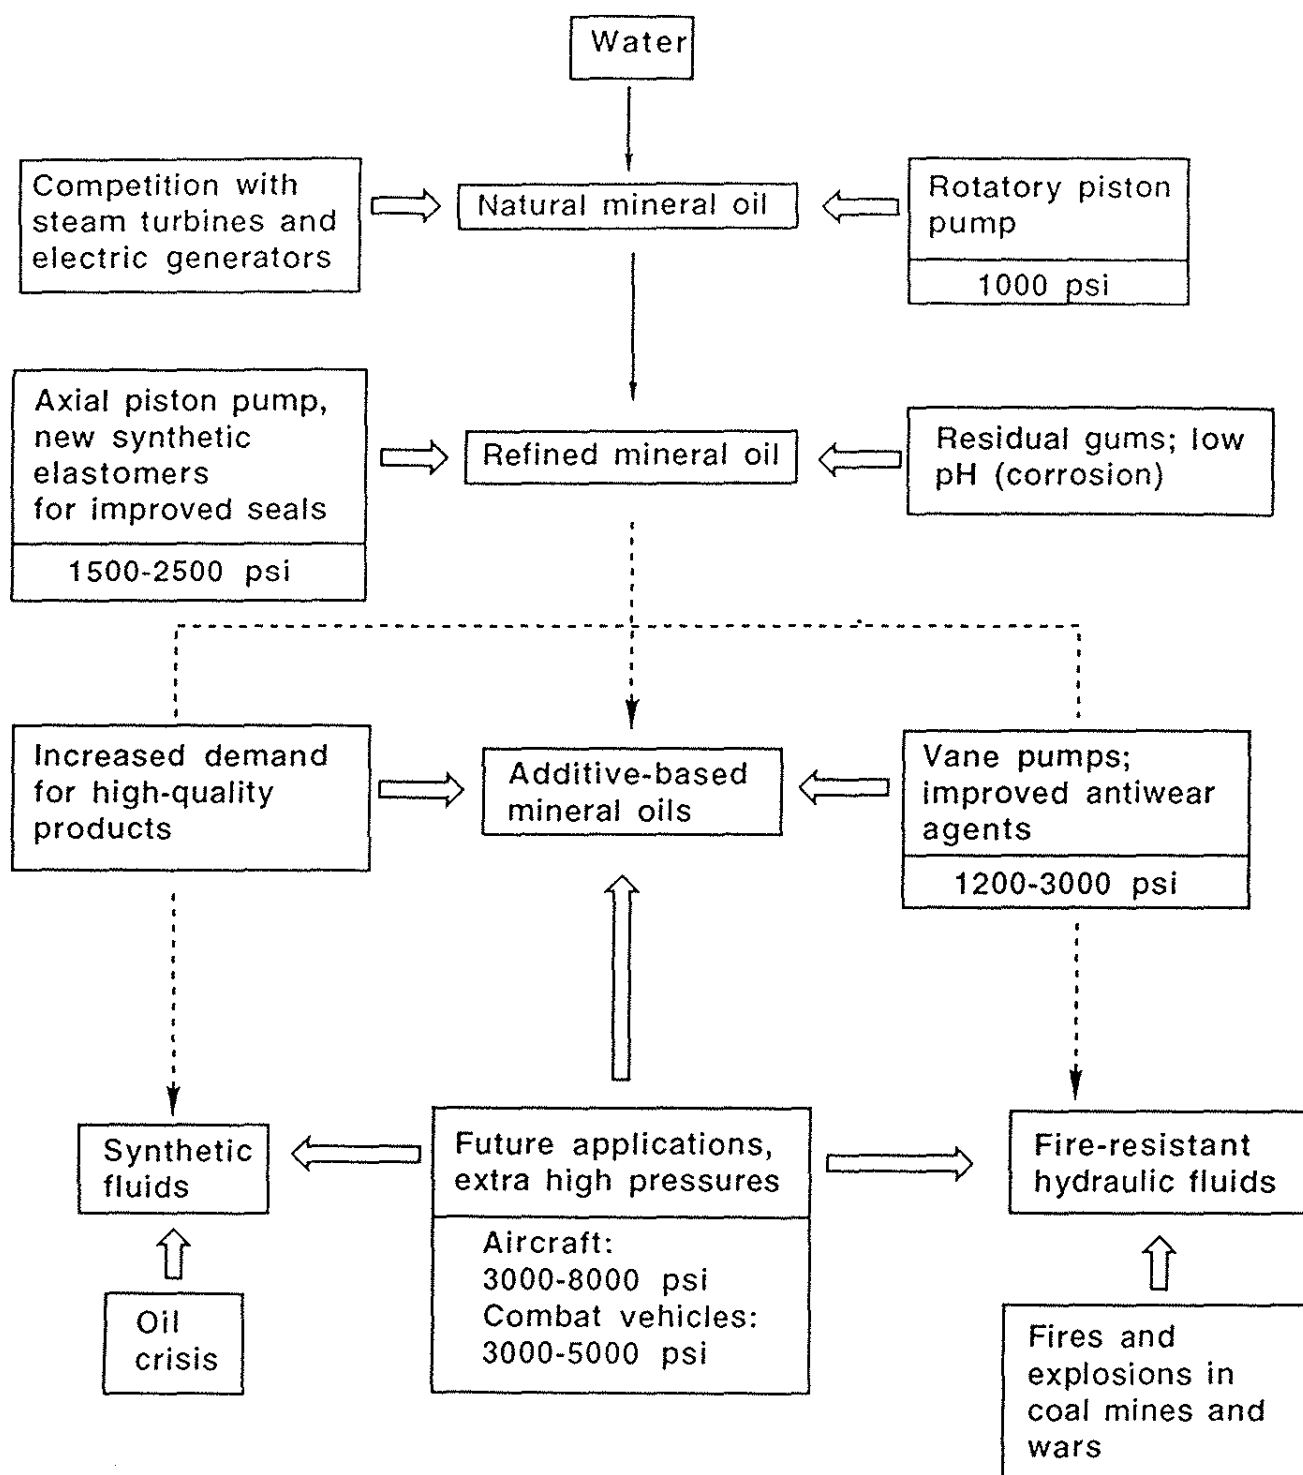 Water
Competition with
steam turbines and
electric generators
Natural mineral oil
Rotatory piston
pump
1000 psi
Axial piston pump,
new synthetic
elastomers
for improved seals
1500-2500 psi
Refined mineral oil
Residual gums; low
pH (corrosion)
Increased demand
for high-quality
products
Additive-based
mineral oils
Vane pumps;
improved antiwear
agents
1200-3000 psi
Synthetic
fluids
Future applications,
extra high pressures
Aircraft:
3000-8000 psi
Combat vehicles:
3000-5000 psi
Fire-resistant
hydraulic fluids
Oil
crisis
Fires and
explosions in
coal mines and
wars